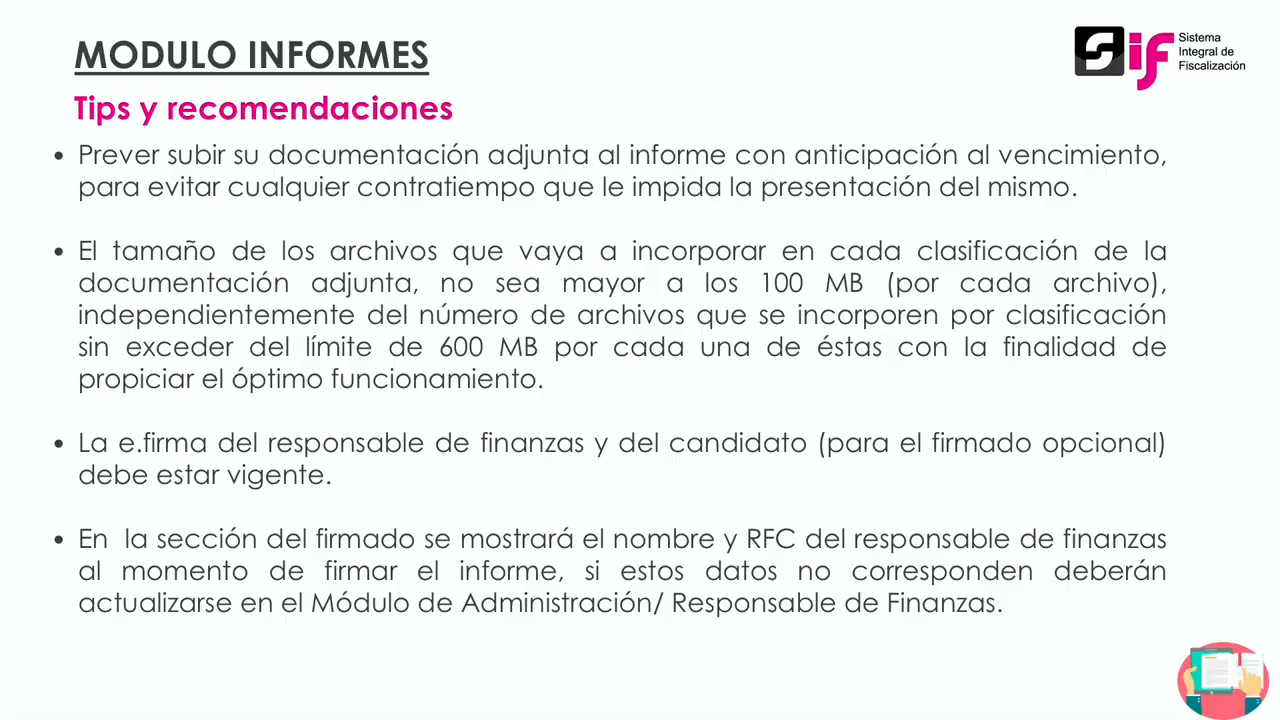 MODULO INFORMES
Sistema
Integral de
Fiscalización
sif
Tips y recomendaciones
• Prever subir su documentación adjunta al informe con anticipación al vencimiento,
para evitar cualquier contratiempo que le impida la presentación del mismo.
• El tamaño de los archivos que vaya a incorporar en cada clasificación de la
documentación adjunta, no sea mayor a los 100 MB (por cada archivo),
independientemente del número de archivos que se incorporen por clasificación
sin exceder del límite de 600 MB por cada una de éstas con la finalidad de
propiciar el óptimo funcionamiento.
• La e.firma del responsable de finanzas y del candidato (para el firmado opcional)
debe estar vigente.
• En la sección del firmado se mostrará el nombre y RFC del responsable de finanzas
al momento de firmar el informe, si estos datos no corresponden deberán
actualizarse en el Módulo de Administración/ Responsable de Finanzas.